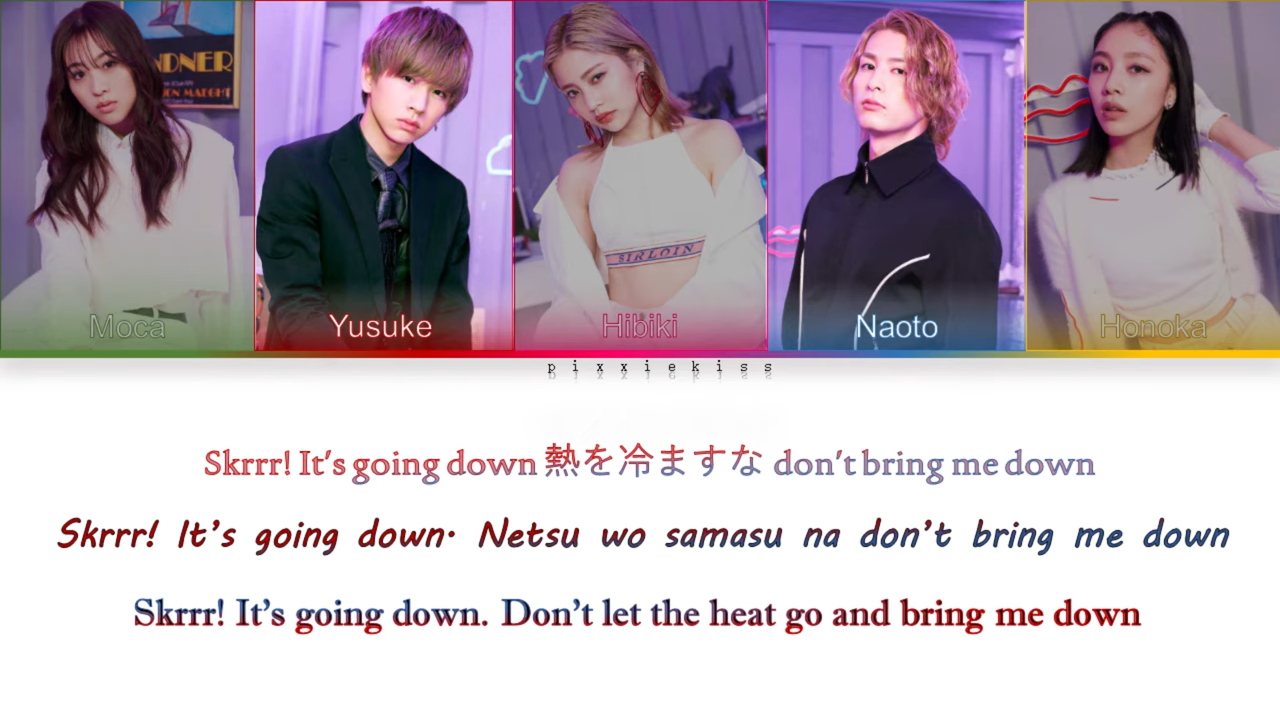 NDNER
ON MAEGHT
SIRLOIN
Moca
Yusuke
Hibiki
Naoto
Honoka
pixxiekiss
Skrrr! It's going down 熱を冷ますな don't bring me down
Skrrr! It's going down. Netsu wo samasu na don't bring me down
Skrrr! It's going down. Don't let the heat go and bring me down